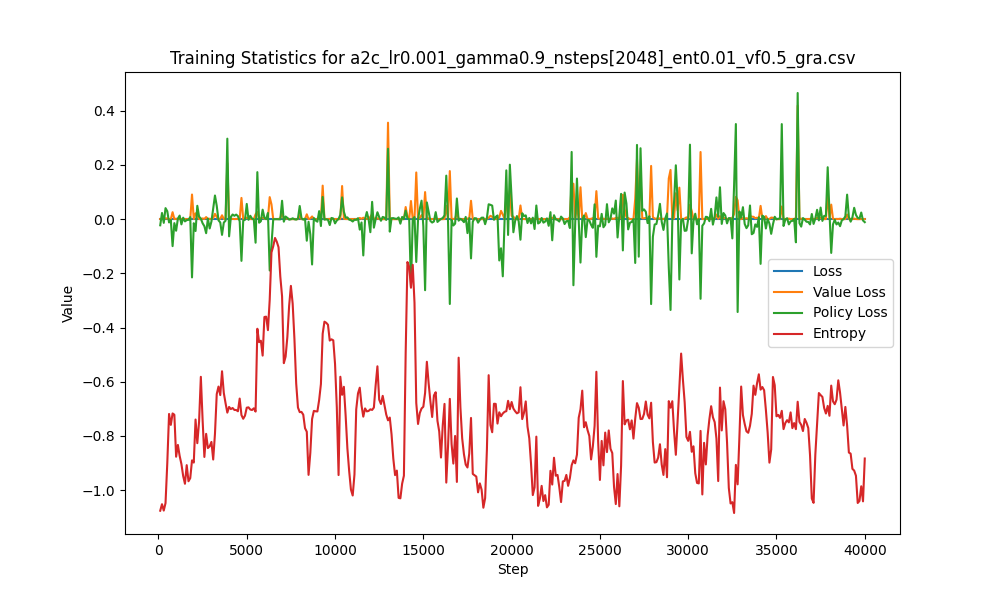 Training Statistics for a2c_lr0.001_gamma0.9_nsteps[2048]_ent0.01_vf0.5_gra.csv
Value
0.4
0.2
0.0
−0.2
−0.4
−0.6
−0.8
−1.0
Loss
Value Loss
Policy Loss
Entropy
0
5000
10000
15000
20000
25000
30000
35000
40000
Step